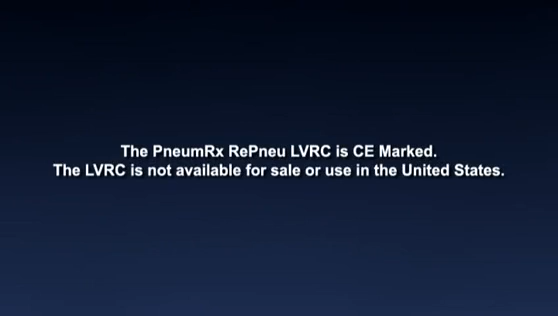 The PneumRx RePneu LVRC is CE Marked.
The LVRC is not available for sale or use in the United States.